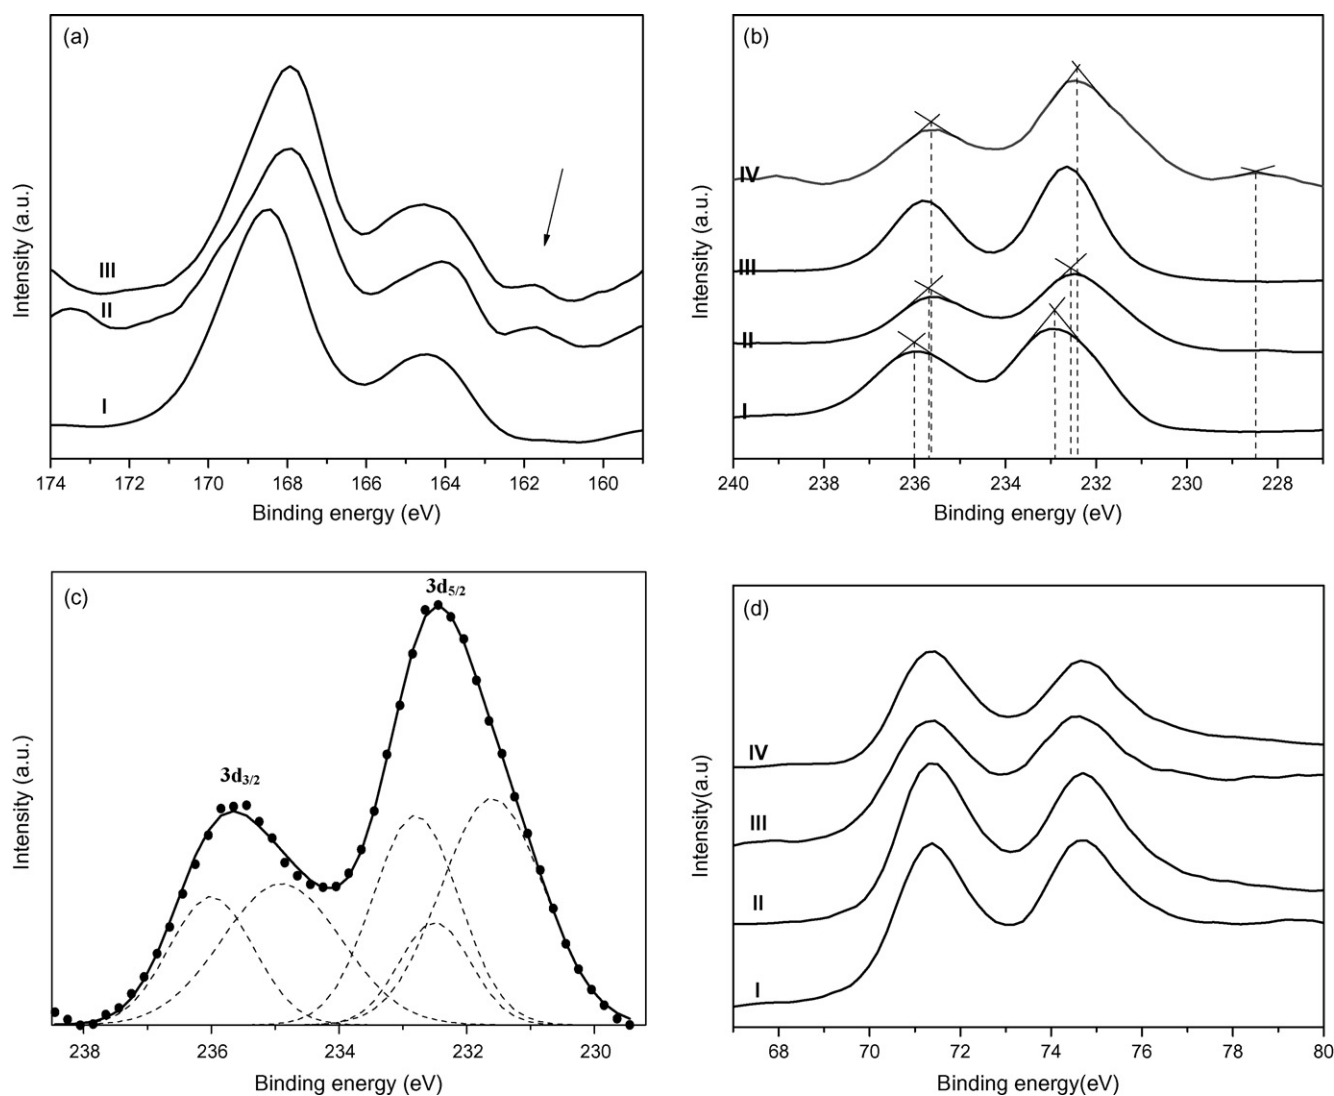 (a)
Intensity (a.u.)
III
II
I
174 172 170 168 166 164 162 160
Binding energy (eV)
(b)
Intensity (a.u.)
IV
III
II
I
240 238 236 234 232 230 228
Binding energy (eV)
(c)
Intensity (a.u.)
3d5/2
3d3/2
238 236 234 232 230
Binding energy (eV)
(d)
Intensity(a.u)
IV
III
II
I
68 70 72 74 76 78 80
Binding energy(eV)